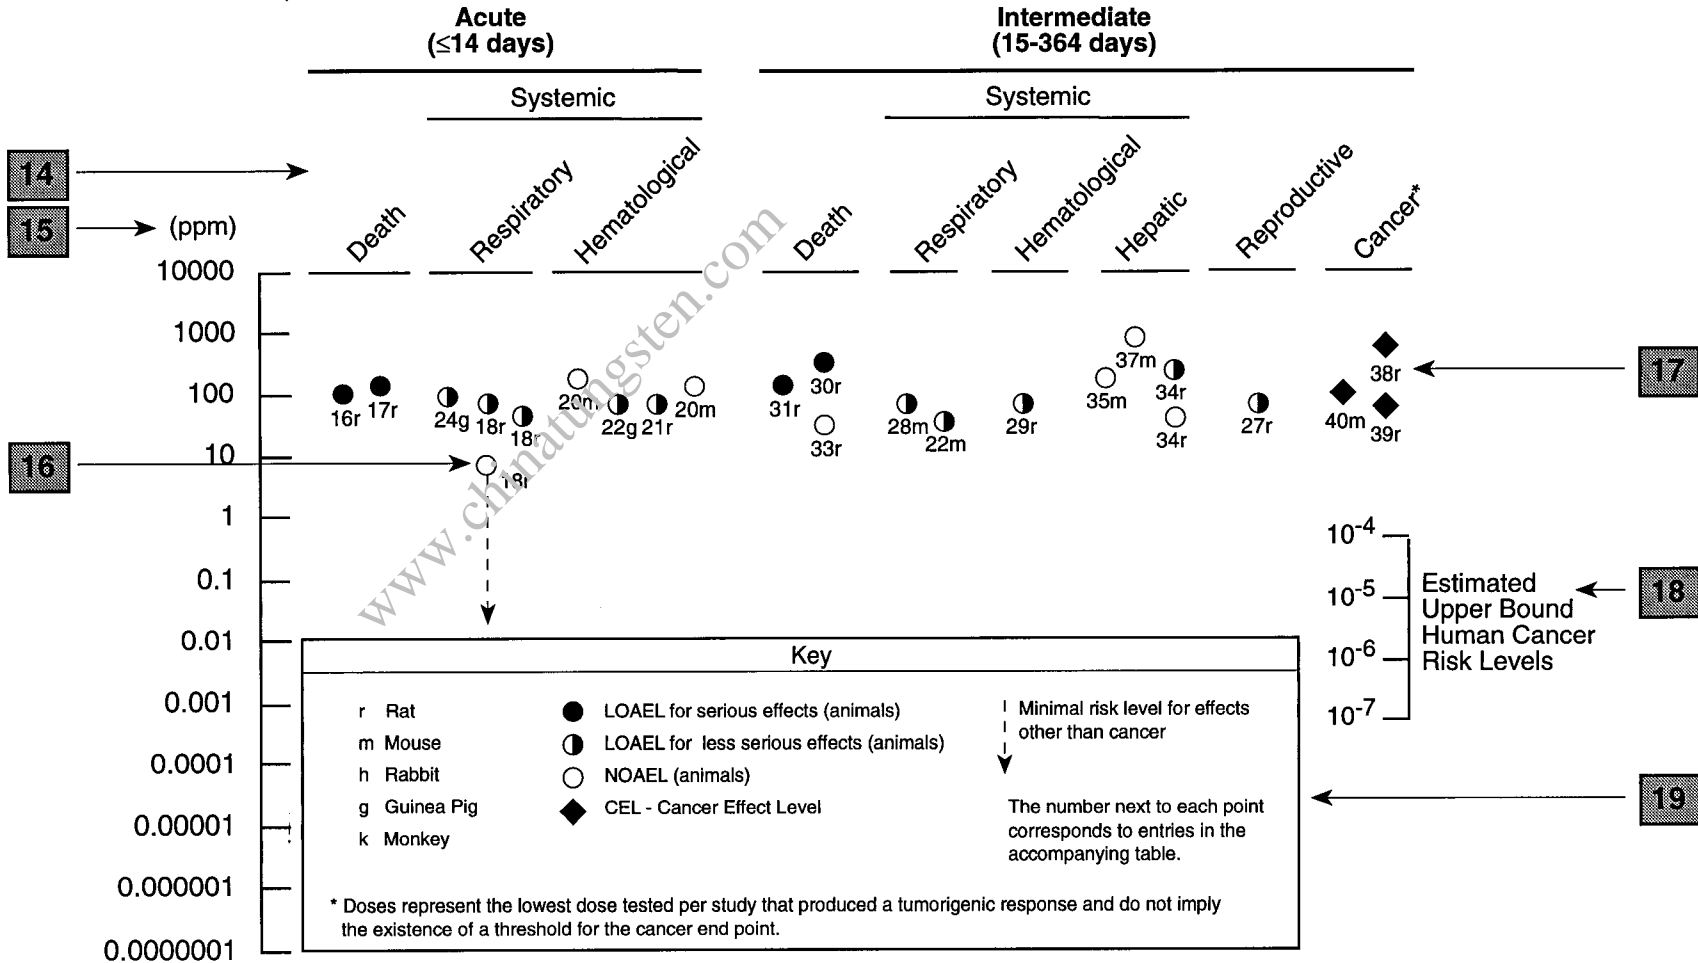 Acute
(≤14 days)
Intermediate
(15-364 days)
Systemic
Systemic
14
15
(ppm)
Death
Respiratory
Hematological
Death
Respiratory
Hematological
Hepatic
Reproductive
Cancer*
10000
1000
100
10
1
0.1
0.01
0.001
0.0001
0.00001
0.000001
0.0000001
16r
17r
24g
18r
18r
18r
20m
22g
21r
20m
31r
30r
33r
28m
22m
29r
35m
37m
34r
34r
27r
40m
38r
39r
16
17
18
19
10-4
10-5
10-6
10-7
Estimated
Upper Bound
Human Cancer
Risk Levels
Key
r Rat
m Mouse
h Rabbit
g Guinea Pig
k Monkey
LOAEL for serious effects (animals)
LOAEL for less serious effects (animals)
NOAEL (animals)
CEL - Cancer Effect Level
Minimal risk level for effects
other than cancer
The number next to each point
corresponds to entries in the
accompanying table.
* Doses represent the lowest dose tested per study that produced a tumorigenic response and do not imply
the existence of a threshold for the cancer end point.
www.chinatungsten.com